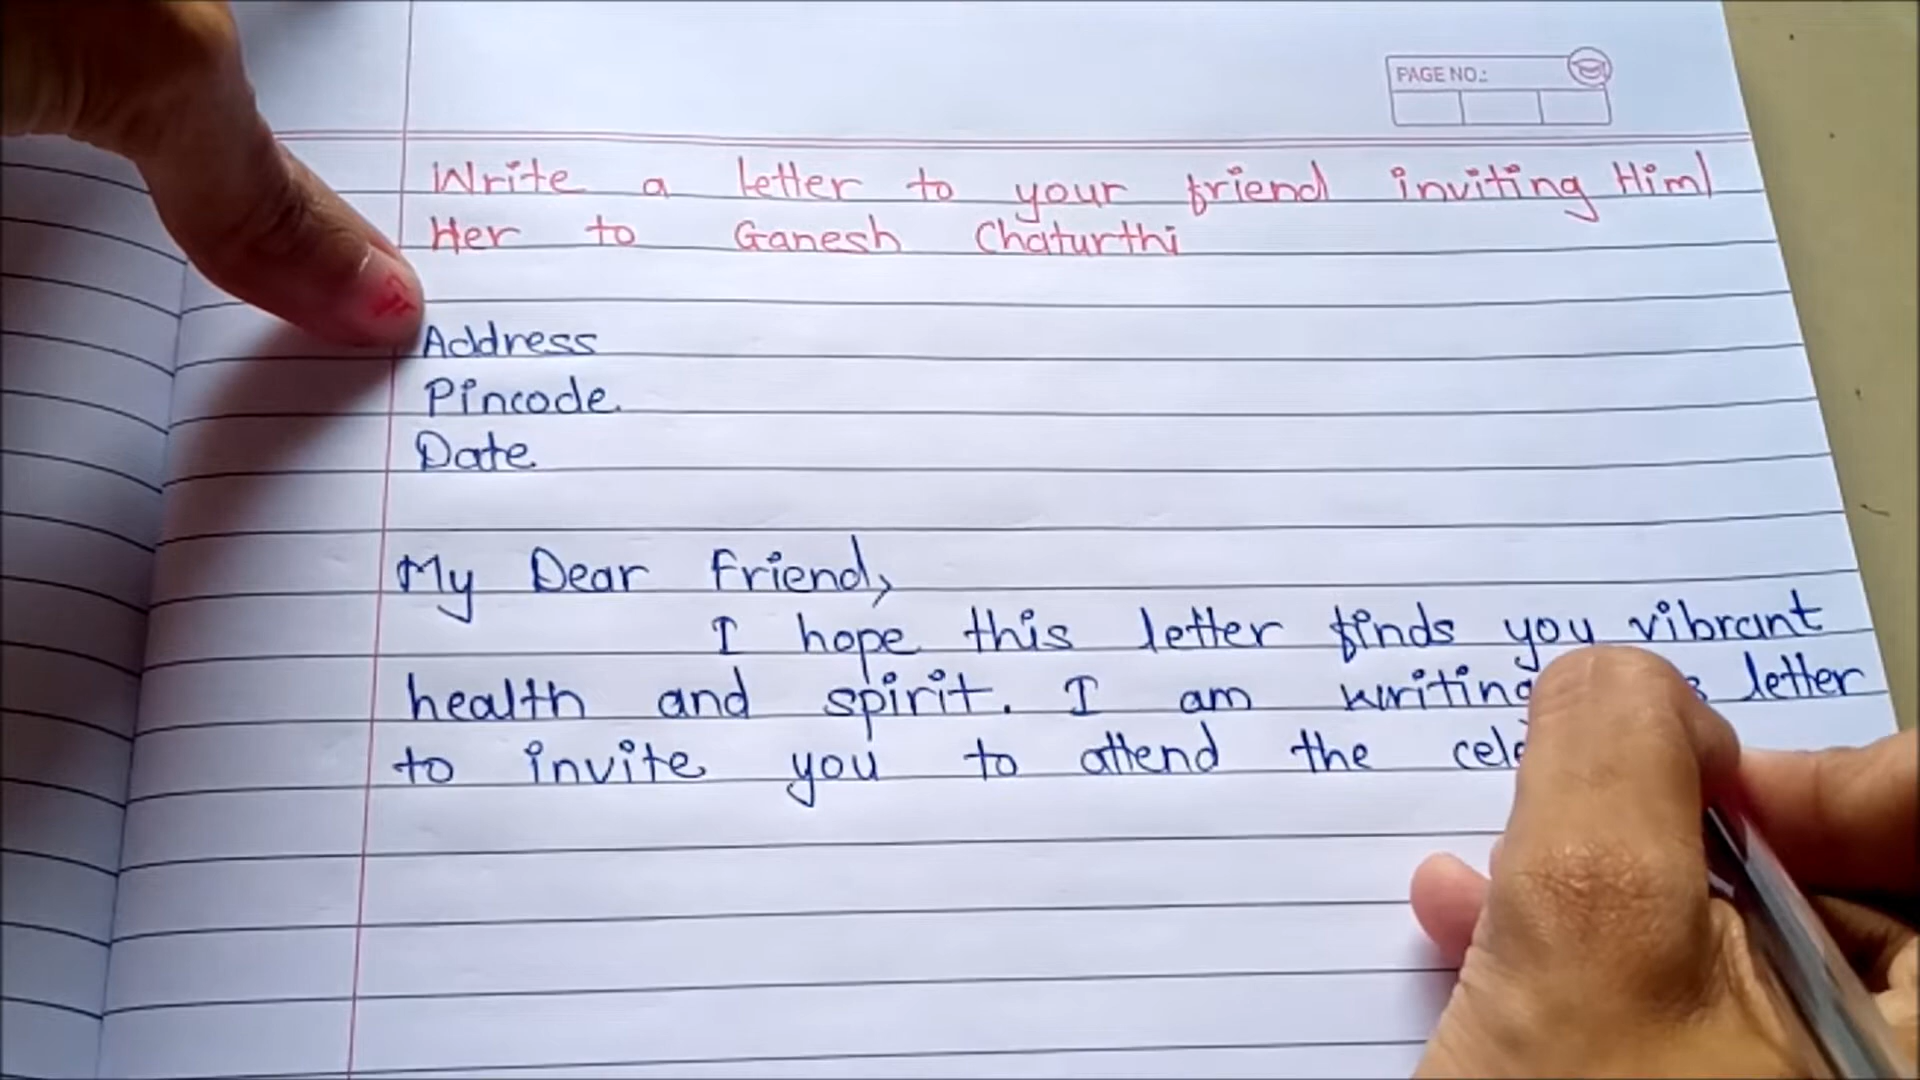 PAGE NO.:
Write a letter to your friend inviting Him/
Her to Ganesh Chaturthi
Address
Pincode
Date
My Dear Friend,
I hope this letter finds you vibrant
health and spirit. I am writing letter
to invite you to attend the